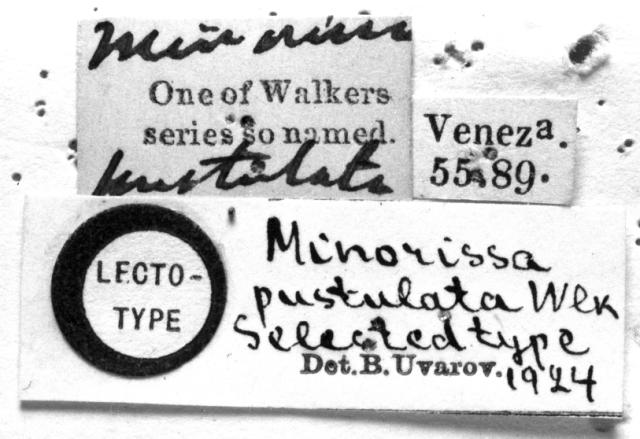 One of Walkers
series so named.
pustulata
Veneza.
55.89.
LECTO-
TYPE
Minorissa
pustulata Wlk
Selected type
Det. B. Uvarov. 1924